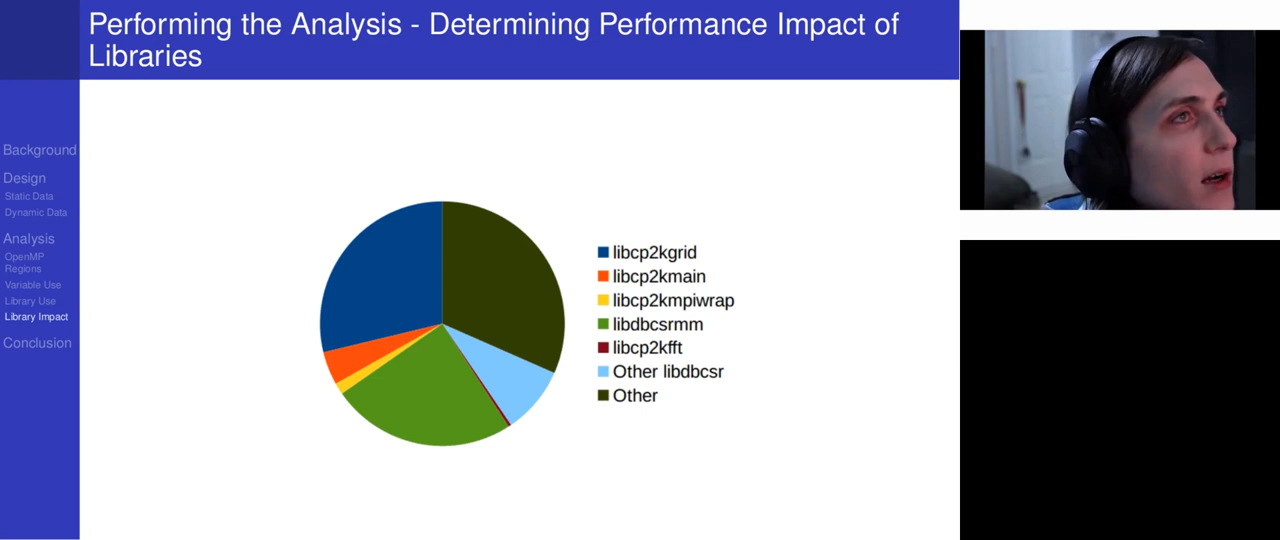 Performing the Analysis - Determining Performance Impact of
Libraries
Background
Design
Static Data
Dynamic Data
Analysis
OpenMP
Regions
Variable Use
Library Use
Library Impact
Conclusion
libcp2kgrid
libcp2kmain
libcp2kmpiwrap
libdbcsrmm
libcp2kfft
Other libdbcsr
Other